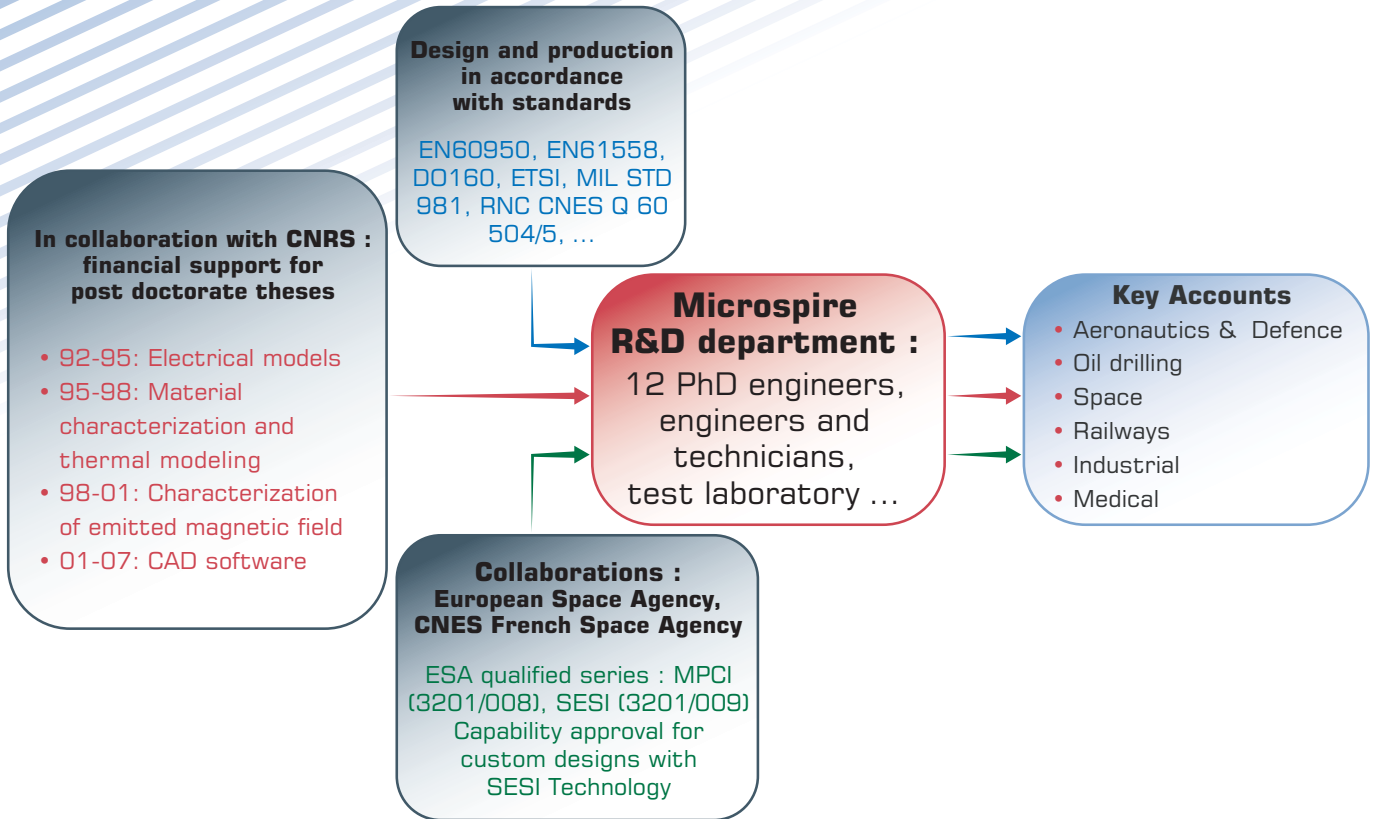 Design and production
in accordance
with standards
EN60950, EN61558,
DO160, ETSI, MIL STD
981, RNC CNES Q 60
504/5, ...
In collaboration with CNRS :
financial support for
post doctorate theses
• 92-95: Electrical models
• 95-98: Material
characterization and
thermal modeling
• 98-01: Characterization
of emitted magnetic field
• 01-07: CAD software
Microspire
R&D department :
12 PhD engineers,
engineers and
technicians,
test laboratory ...
Key Accounts
• Aeronautics & Defence
• Oil drilling
• Space
• Railways
• Industrial
• Medical
Collaborations :
European Space Agency,
CNES French Space Agency
ESA qualified series : MPCI
(3201/008), SESI (3201/009)
Capability approval for
custom designs with
SESI Technology